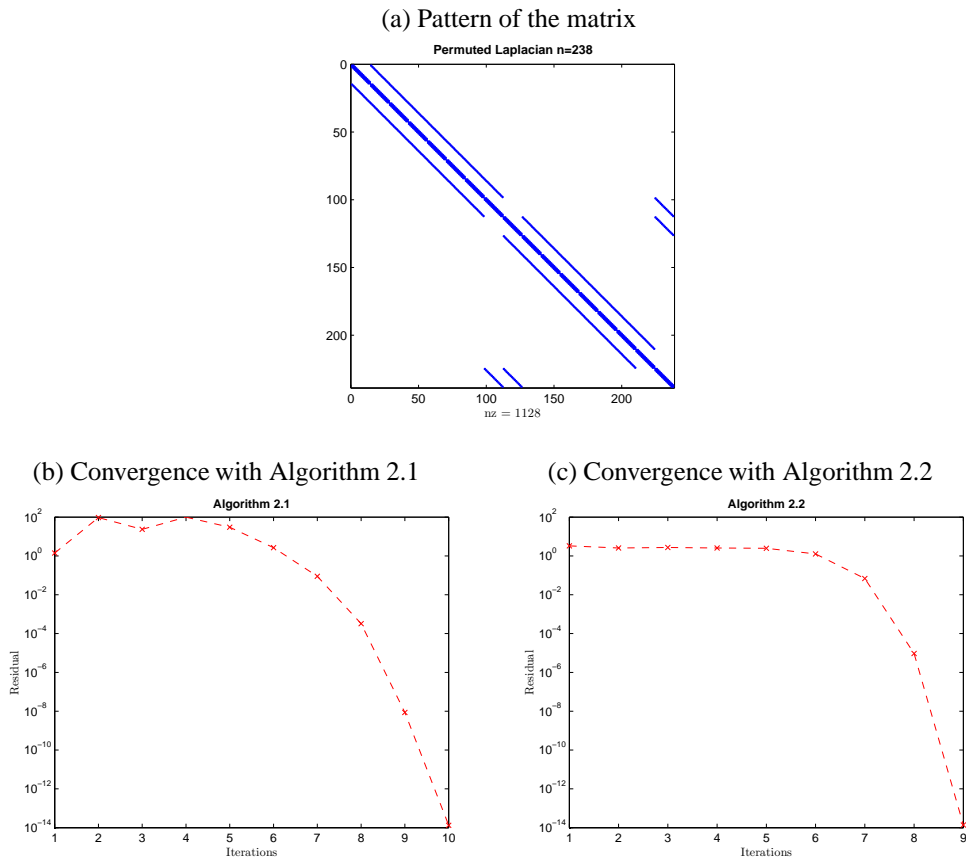 (a) Pattern of the matrix
Permuted Laplacian n=238
0
50
100
150
200
0 50 100 150 200
nz = 1128
(b) Convergence with Algorithm 2.1
Algorithm 2.1
10^2
10^0
10^−2
10^−4
10^−6
10^−8
10^−10
10^−12
10^−14
Residual
1 2 3 4 5 6 7 8 9 10
Iterations
(c) Convergence with Algorithm 2.2
Algorithm 2.2
10^2
10^0
10^−2
10^−4
10^−6
10^−8
10^−10
10^−12
10^−14
Residual
1 2 3 4 5 6 7 8 9
Iterations